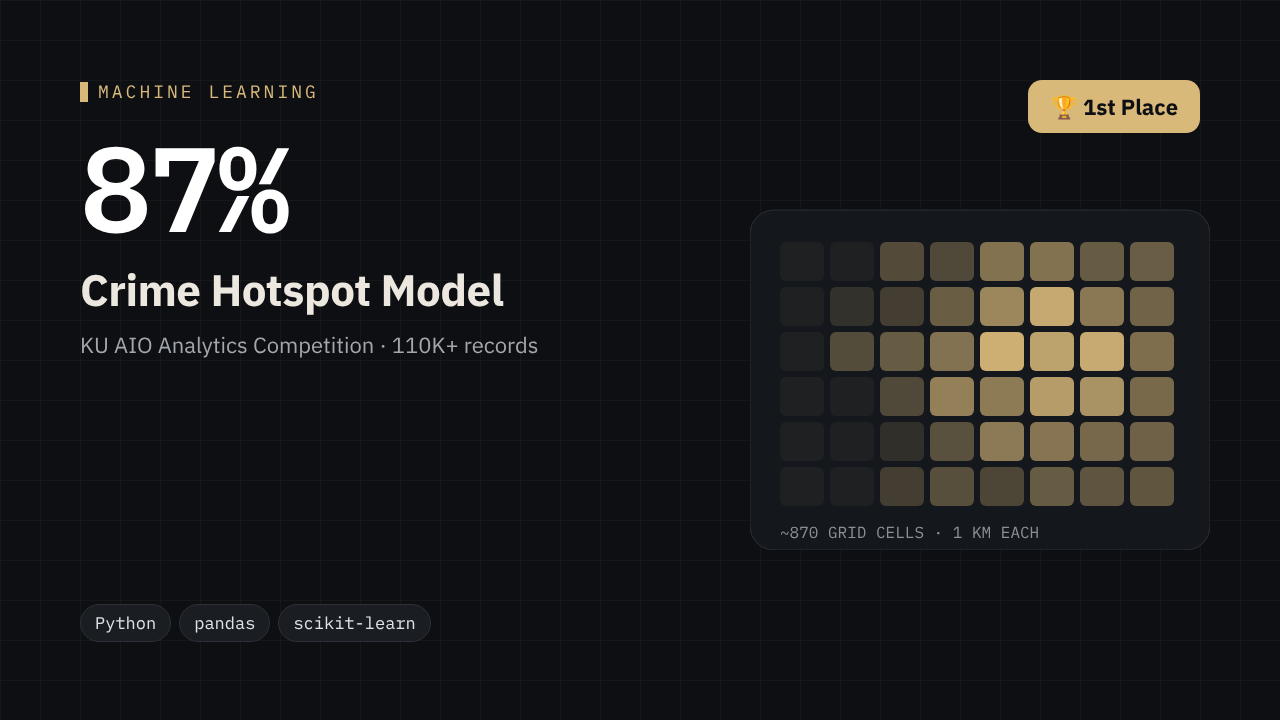 MACHINE LEARNING
🏆 1st Place
87%
Crime Hotspot Model
KU AIO Analytics Competition · 110K+ records
~870 GRID CELLS · 1 KM EACH
Python
pandas
scikit-learn